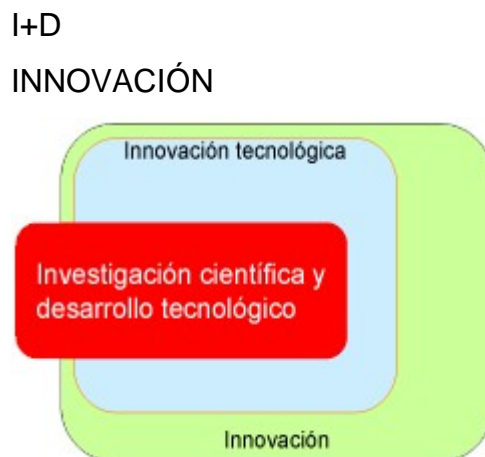 I+D
INNOVACIÓN
Innovación tecnológica
Investigación científica y
desarrollo tecnológico
Innovación